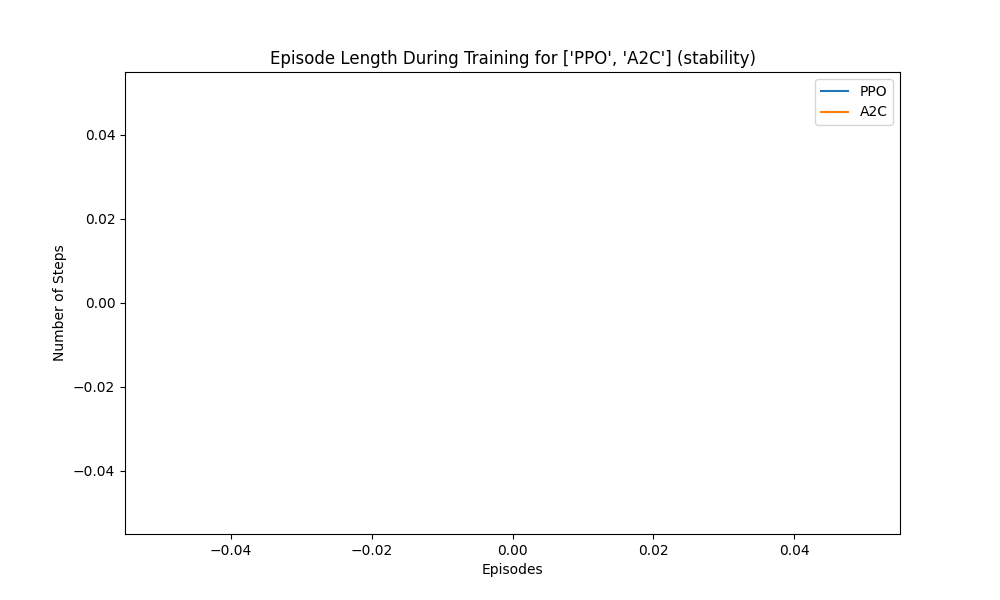 Episode Length During Training for ['PPO', 'A2C'] (stability)
PPO
A2C
0.04
0.02
0.00
−0.02
−0.04
Number of Steps
−0.04
−0.02
0.00
0.02
0.04
Episodes